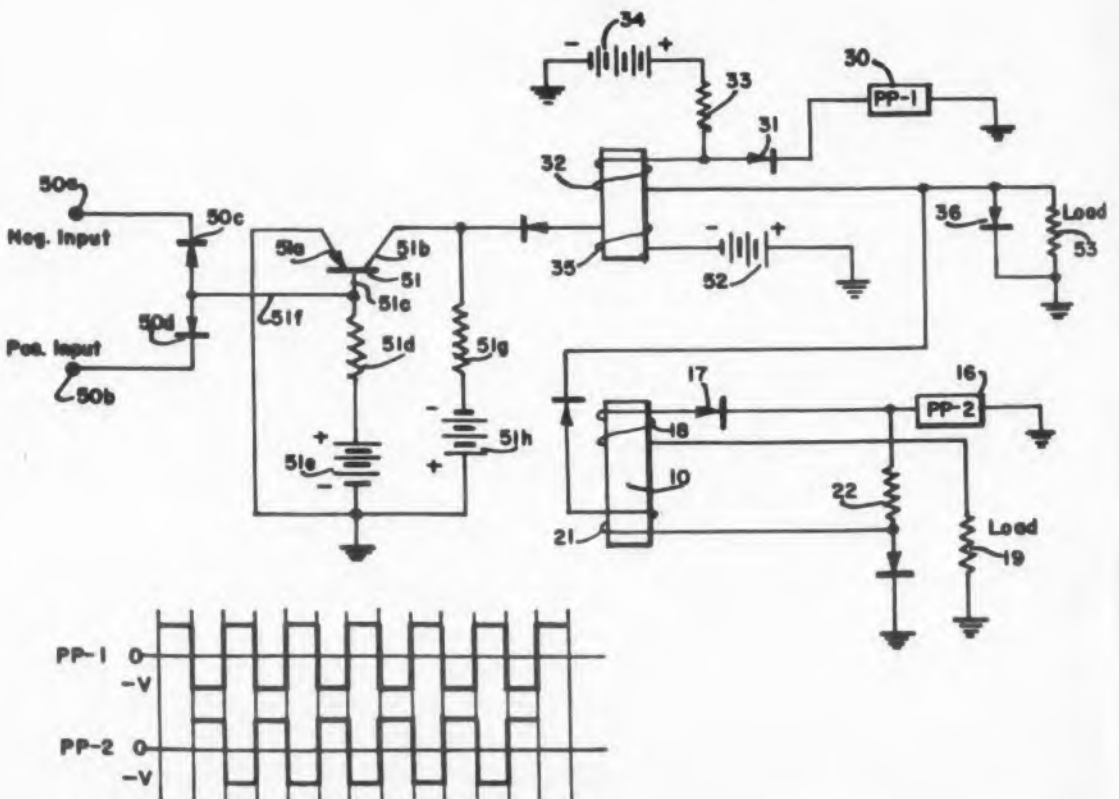 34
- +
33
30
PP-1
31
32
50a
50c
Neg. Input
51a
51b
51
36
Load
53
- +
35
52
51c
50d
51f
Pos. Input
50b
51d
51g
17
16
PP-2
-
18
+
51h
51e
+
-
10
22
21
Load
19
PP-1 0
-V
PP-2 0
-V